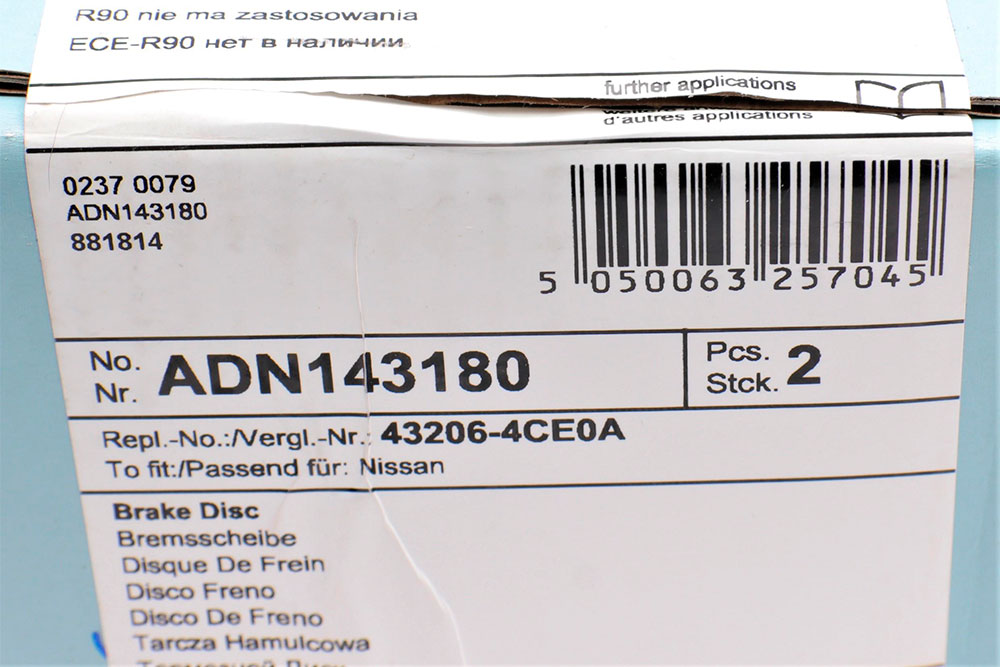 R90 nie ma zastosowania
ECE-R90 нет в наличии
further applications
d'autres applications
0237 0079
ADN143180
881814
5 050063 257045
No.
Nr. ADN143180
Pcs.
Stck. 2
Repl.-No.:/Vergl.-Nr.: 43206-4CE0A
To fit:/Passend für: Nissan
Brake Disc
Bremsscheibe
Disque De Frein
Disco Freno
Disco De Freno
Tarcza Hamulcowa